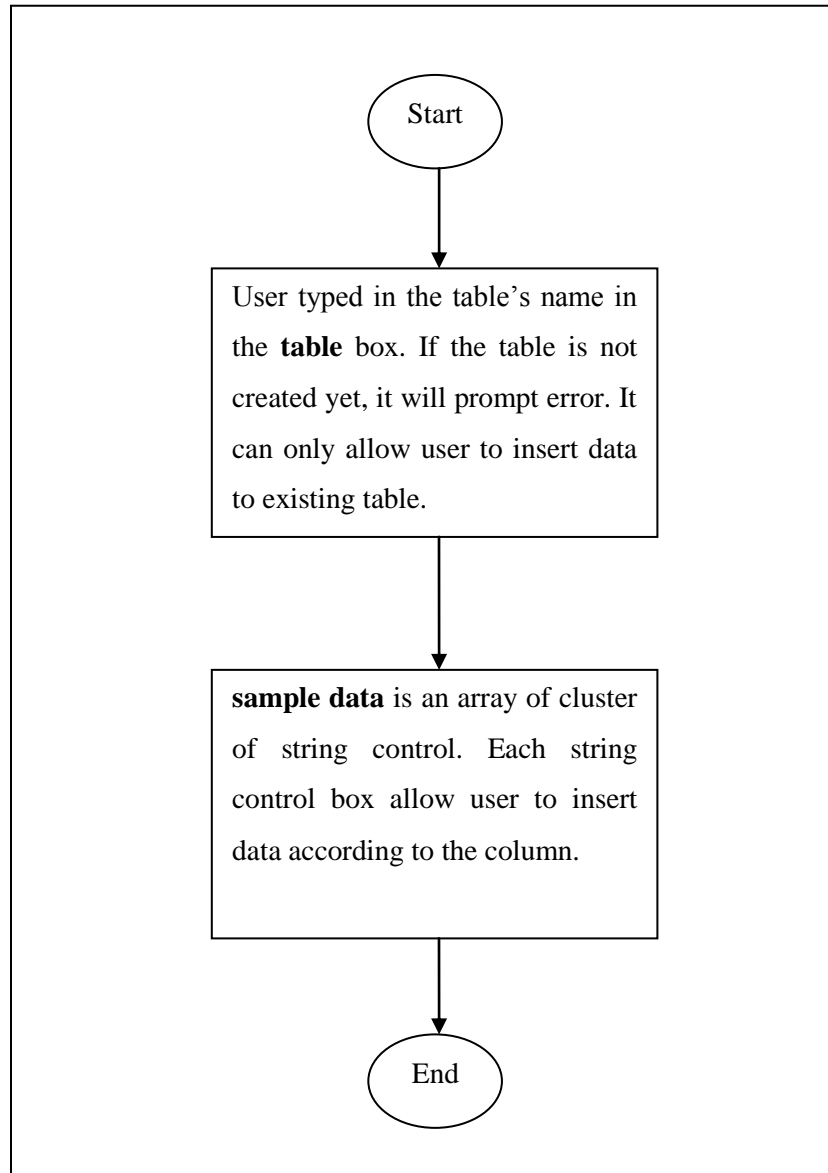 Start
User typed in the table’s name in
the table box. If the table is not
created yet, it will prompt error. It
can only allow user to insert data
to existing table.
sample data is an array of cluster
of string control. Each string
control box allow user to insert
data according to the column.
End